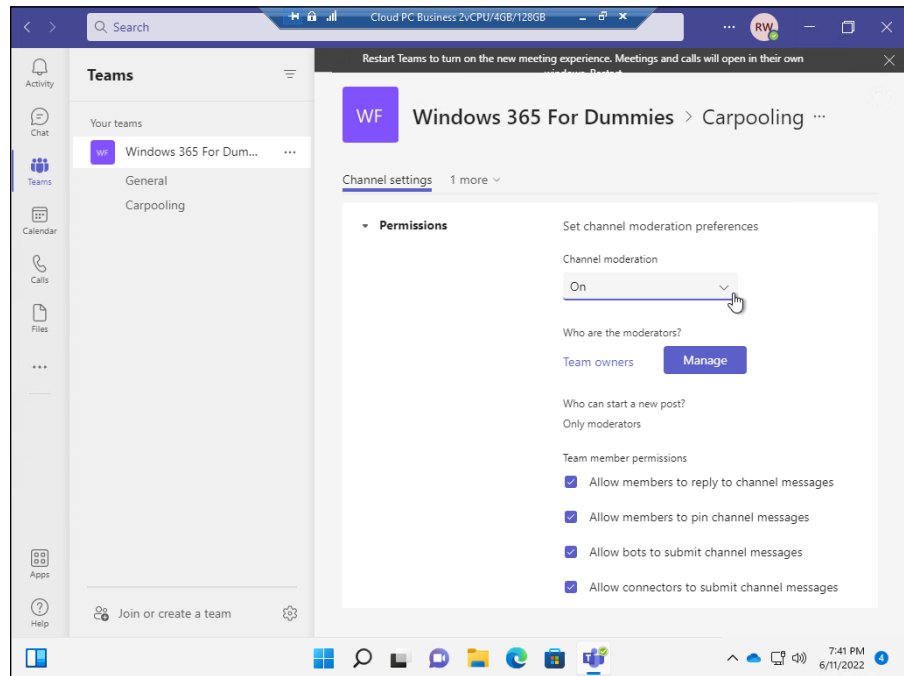 Cloud PC Business 2vCPU/4GB/128GB
Search
RW
Restart Teams to turn on the new meeting experience. Meetings and calls will open in their own
windows. Restart
Activity
Chat
Teams
Calendar
Calls
Files
Apps
Help
Teams
Your teams
WF Windows 365 For Dum...
General
Carpooling
Join or create a team
WF Windows 365 For Dummies > Carpooling ...
Channel settings 1 more
Permissions
Set channel moderation preferences
Channel moderation
On
Who are the moderators?
Team owners Manage
Who can start a new post?
Only moderators
Team member permissions
Allow members to reply to channel messages
Allow members to pin channel messages
Allow bots to submit channel messages
Allow connectors to submit channel messages
7:41 PM
6/11/2022
4